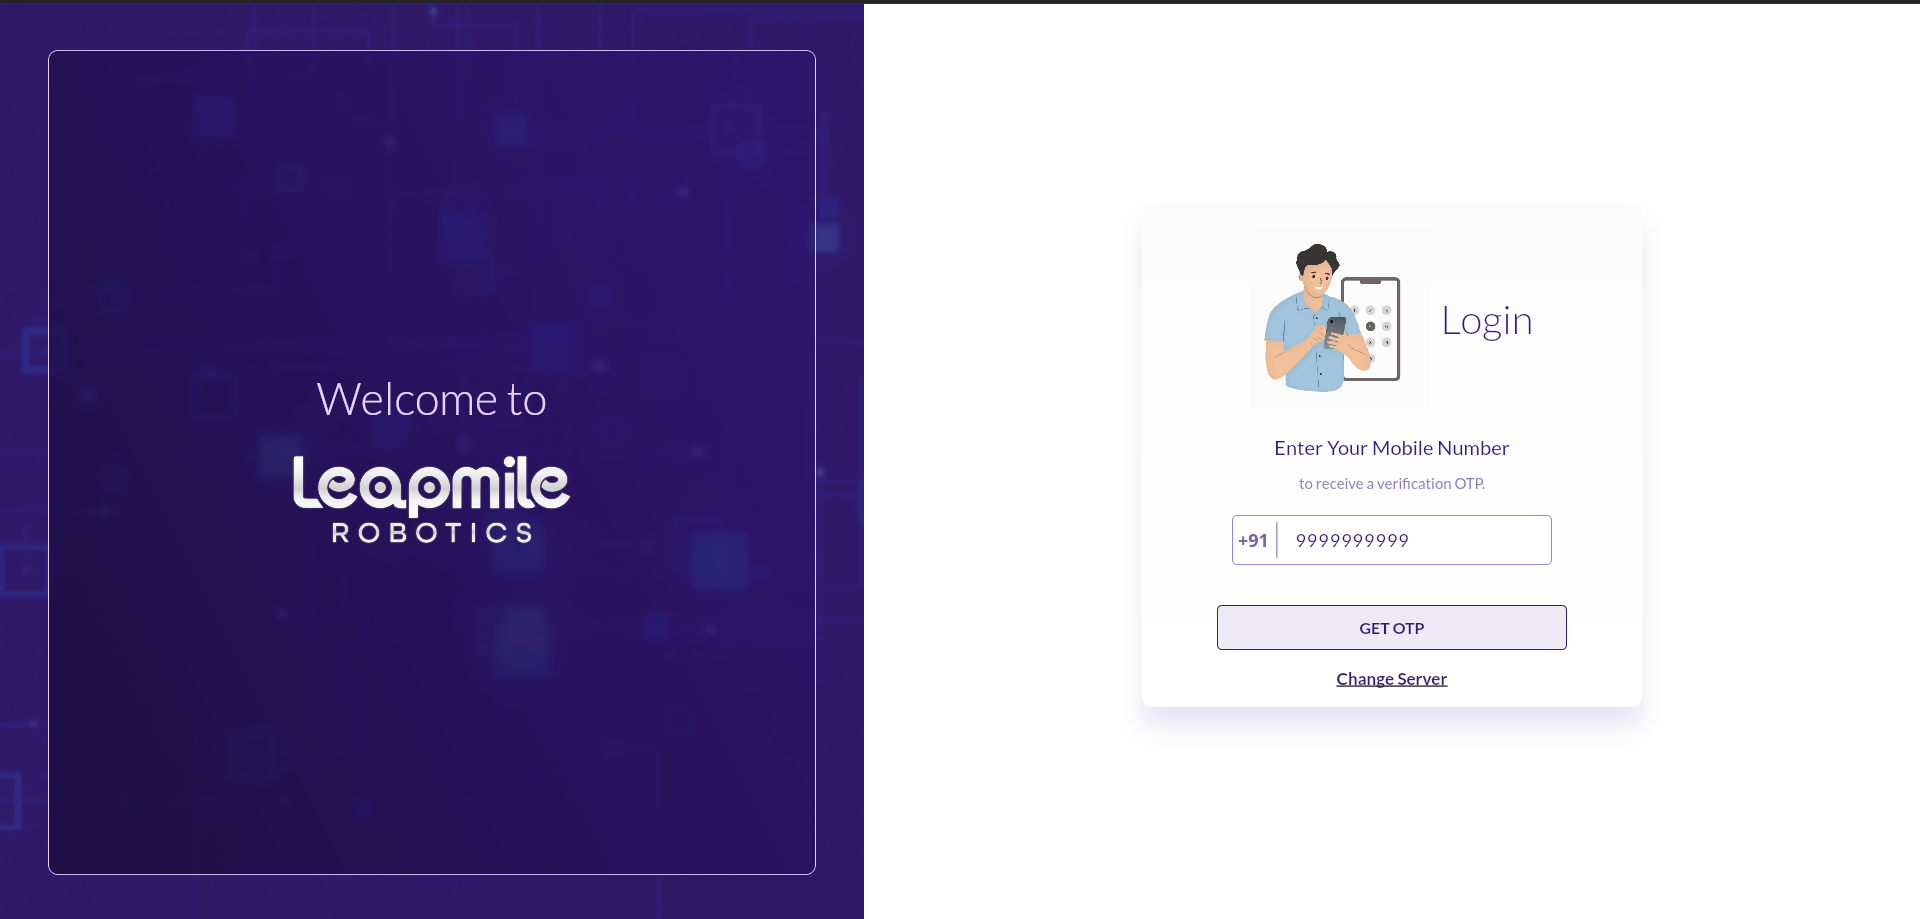 Welcome to
Leapmile
ROBOTICS
Login
Enter Your Mobile Number
to receive a verification OTP.
+91 9999999999
GET OTP
Change Server